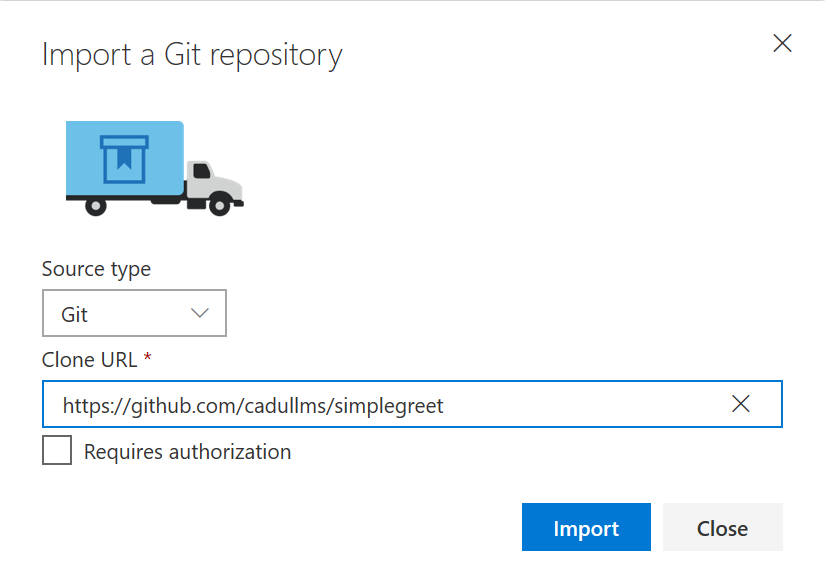 Import a Git repository
Source type
Git
Clone URL *
https://github.com/cadullms/simplegreet
Requires authorization
Import
Close